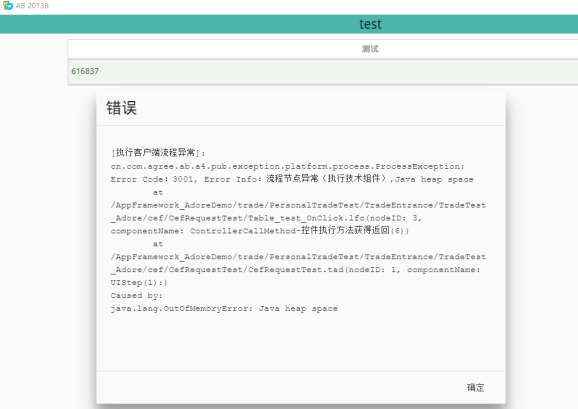 AB 2013B
test
测试
616837
错误
[执行客户端流程异常]:
cn.com.agree.ab.a4.pub.exception.platform.process.ProcessException:
Error Code: 3001, Error Info: 流程节点异常（执行技术组件）,Java heap space
at
/AppFramework_AdoreDemo/trade/PersonalTradeTest/TradeEntrance/TradeTest
_Adore/cef/CefRequestTest/Table_test_OnClick.lfc(nodeID: 3,
componentName: ControllerCallMethod-控件执行方法获得返回(6))
at
/AppFramework_AdoreDemo/trade/PersonalTradeTest/TradeEntrance/TradeTest
_Adore/cef/CefRequestTest/CefRequestTest.tad(nodeID: 1, componentName:
UIStep(1):)
Caused by:
java.lang.OutOfMemoryError: Java heap space
确定